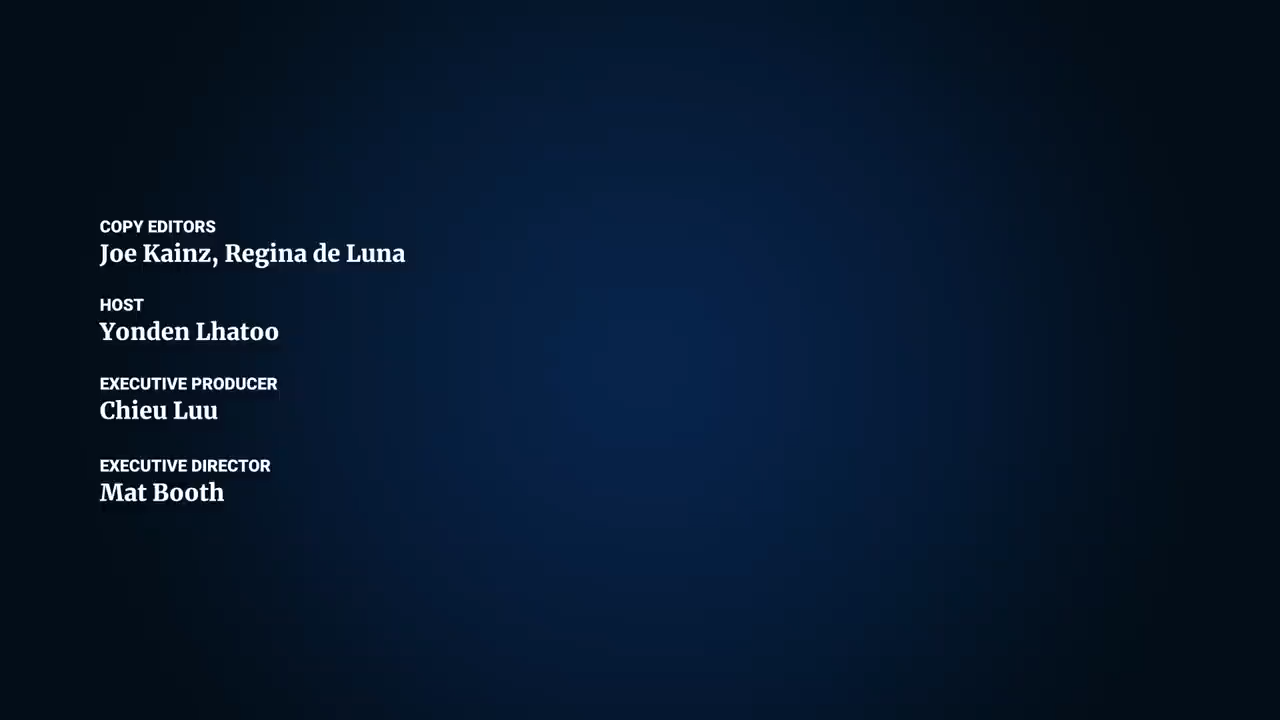 COPY EDITORS
Joe Kainz, Regina de Luna
HOST
Yonden Lhatoo
EXECUTIVE PRODUCER
Chieu Luu
EXECUTIVE DIRECTOR
Mat Booth